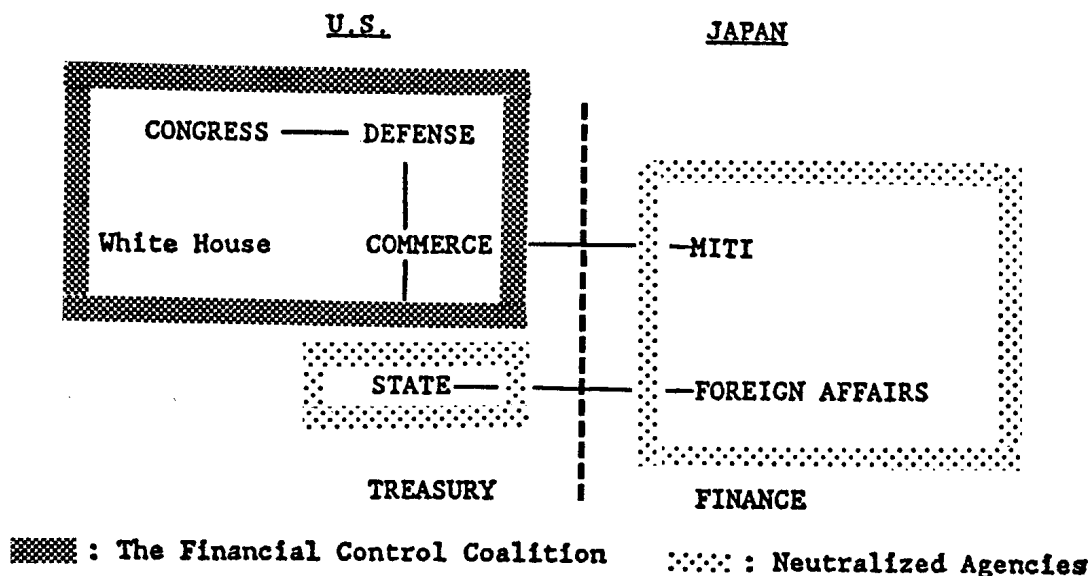 U.S. JAPAN
CONGRESS DEFENSE
White House COMMERCE MITI
STATE FOREIGN AFFAIRS
TREASURY FINANCE
: The Financial Control Coalition : Neutralized Agencies